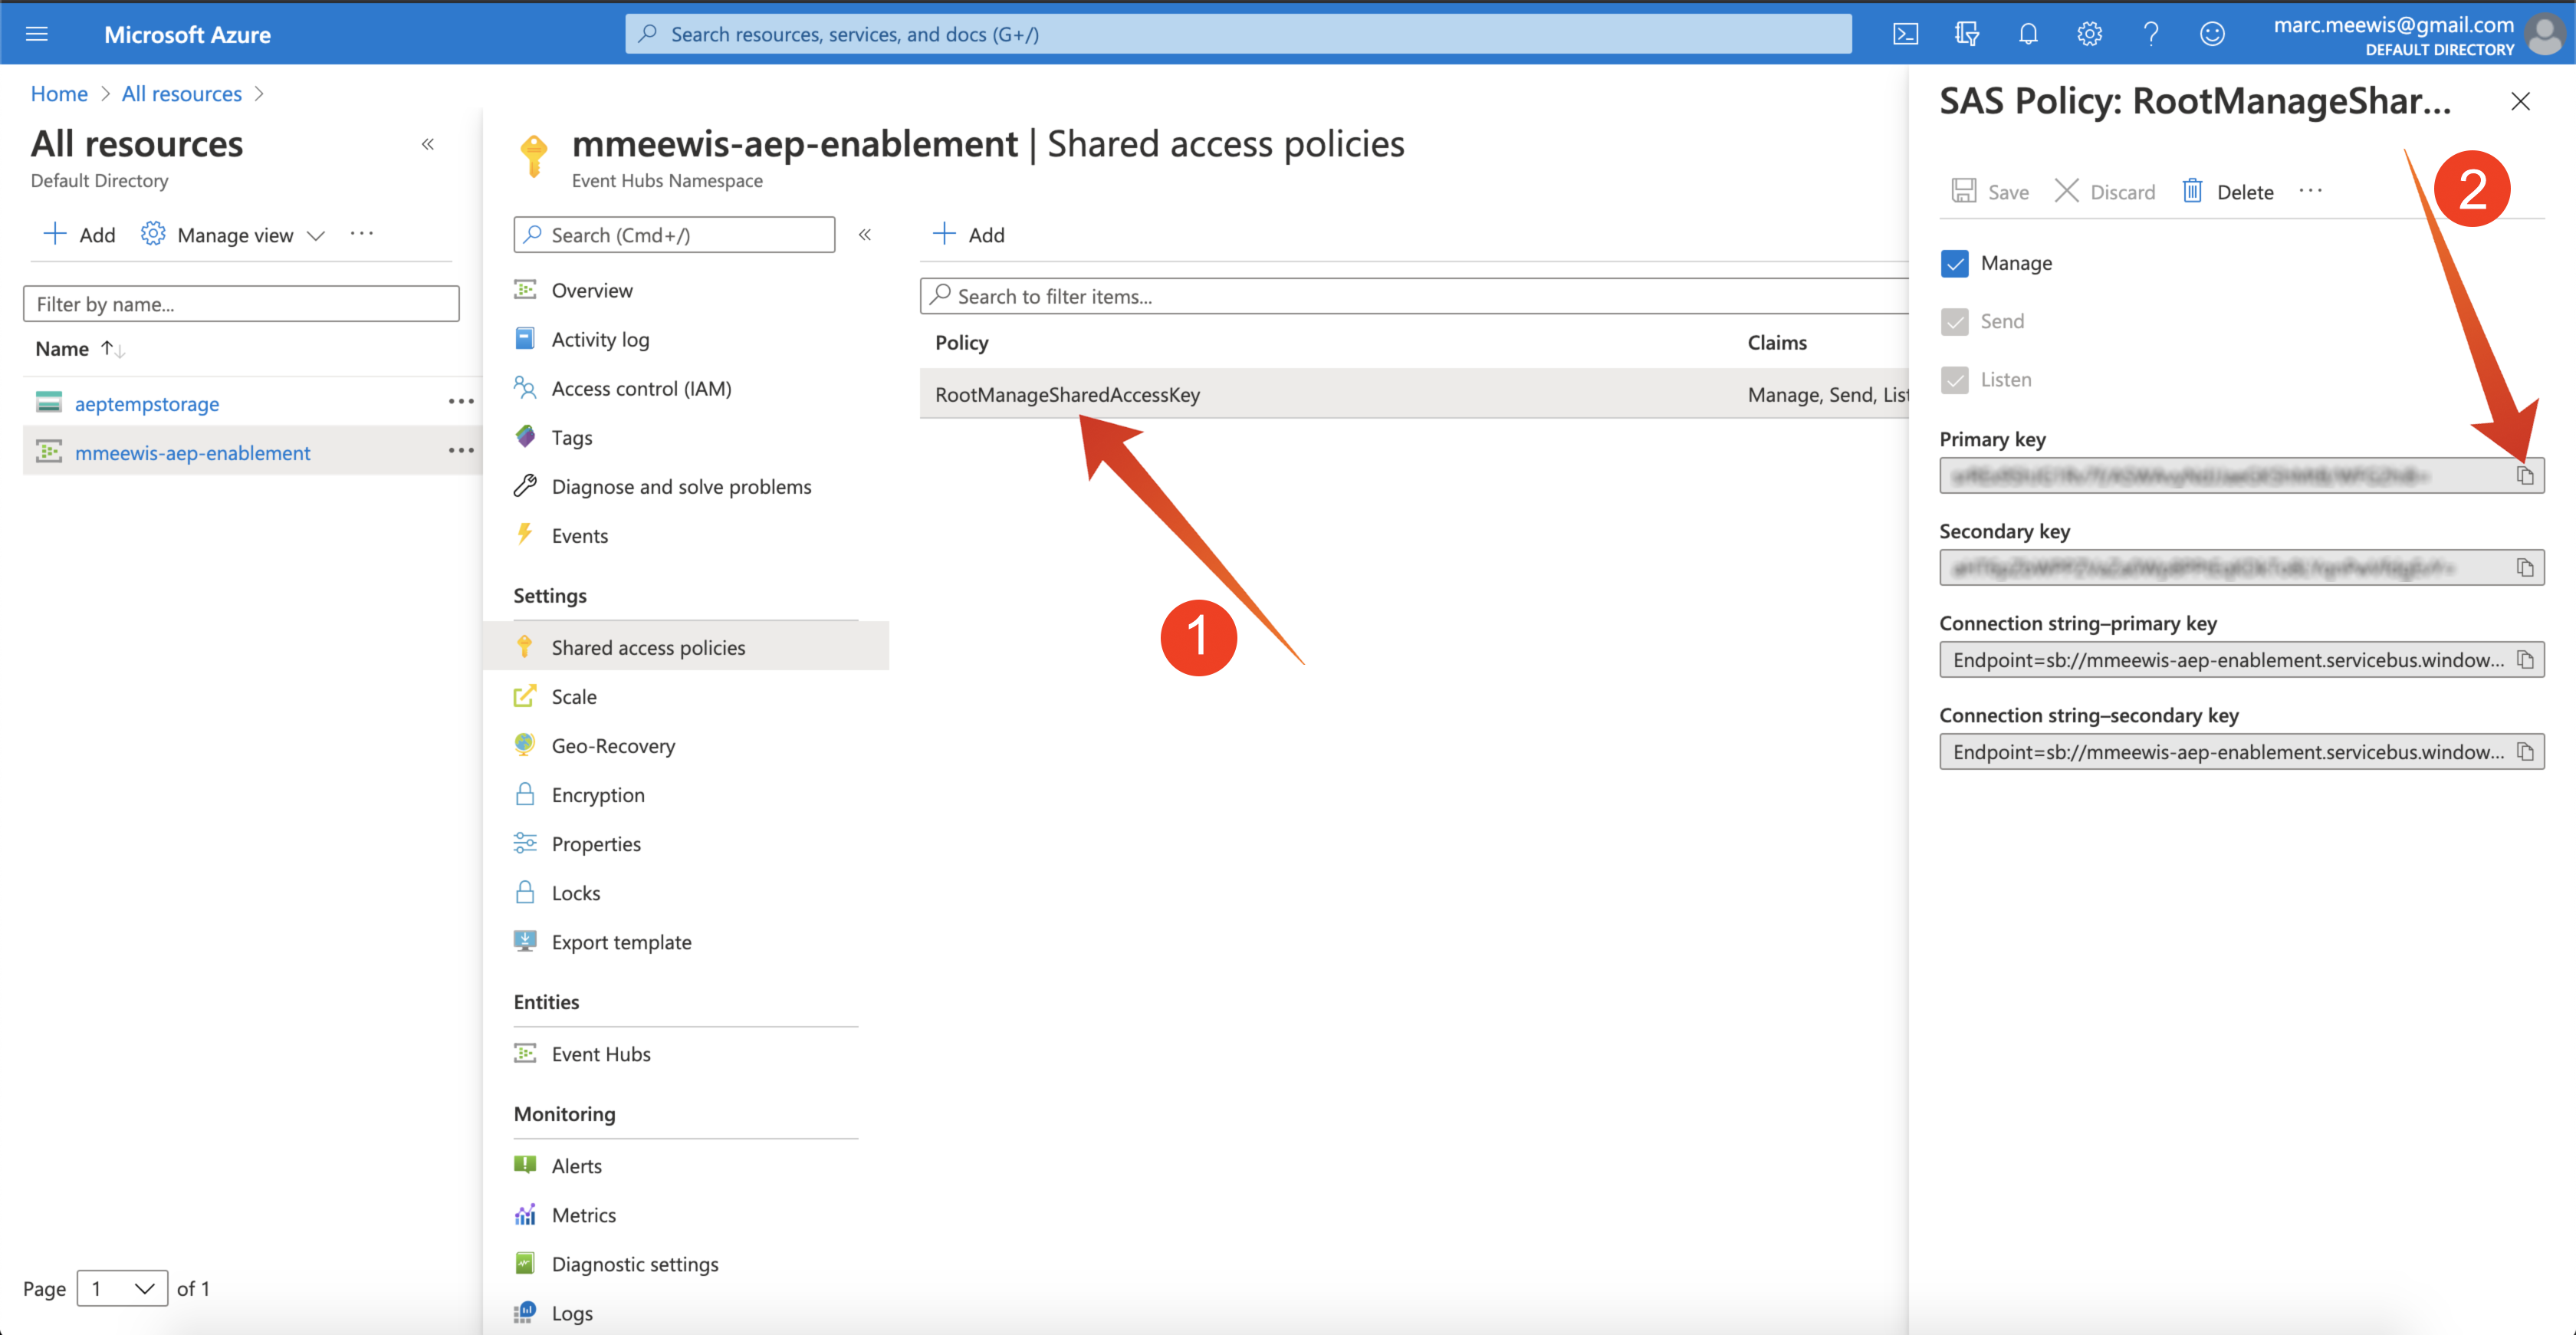 Microsoft Azure
Search resources, services, and docs (G+/)
marc.meewis@gmail.com
DEFAULT DIRECTORY
Home > All resources >
All resources
Default Directory
Add
Manage view
Filter by name...
Name
aeptempstorage
mmeewis-aep-enablement
Page 1 of 1
mmeewis-aep-enablement | Shared access policies
Event Hubs Namespace
Search (Cmd+/)
Overview
Activity log
Access control (IAM)
Tags
Diagnose and solve problems
Events
Settings
Shared access policies
Scale
Geo-Recovery
Encryption
Properties
Locks
Export template
Entities
Event Hubs
Monitoring
Alerts
Metrics
Diagnostic settings
Logs
Add
Search to filter items...
Policy Claims
RootManageSharedAccessKey Manage, Send, List
1
SAS Policy: RootManageShar...
2
Save Discard Delete
Manage
Send
Listen
Primary key
Secondary key
Connection string–primary key
Endpoint=sb://mmeewis-aep-enablement.servicebus.window...
Connection string–secondary key
Endpoint=sb://mmeewis-aep-enablement.servicebus.window...